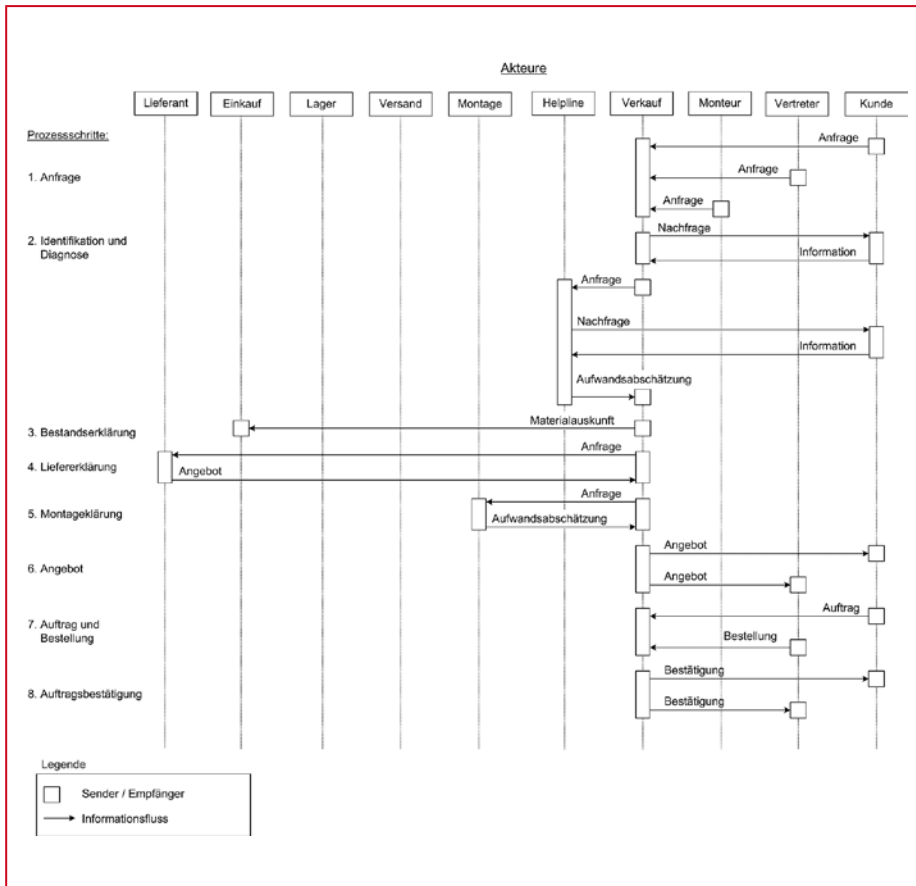 Akteure
Lieferant Einkauf Lager Versand Montage Helpline Verkauf Monteur Vertreter Kunde
Prozessschritte:
Anfrage
1. Anfrage
Anfrage
Anfrage
2. Identifikation und
Diagnose
Nachfrage
Information
Anfrage
Nachfrage
Information
Aufwandsabschätzung
3. Bestandserklärung
Materialauskunft
4. Liefererklärung
Anfrage
Angebot
5. Montageklärung
Anfrage
Aufwandsabschätzung
6. Angebot
Angebot
Angebot
7. Auftrag und
Bestellung
Auftrag
Bestellung
8. Auftragsbestätigung
Bestätigung
Bestätigung
Legende
Sender / Empfänger
Informationsfluss